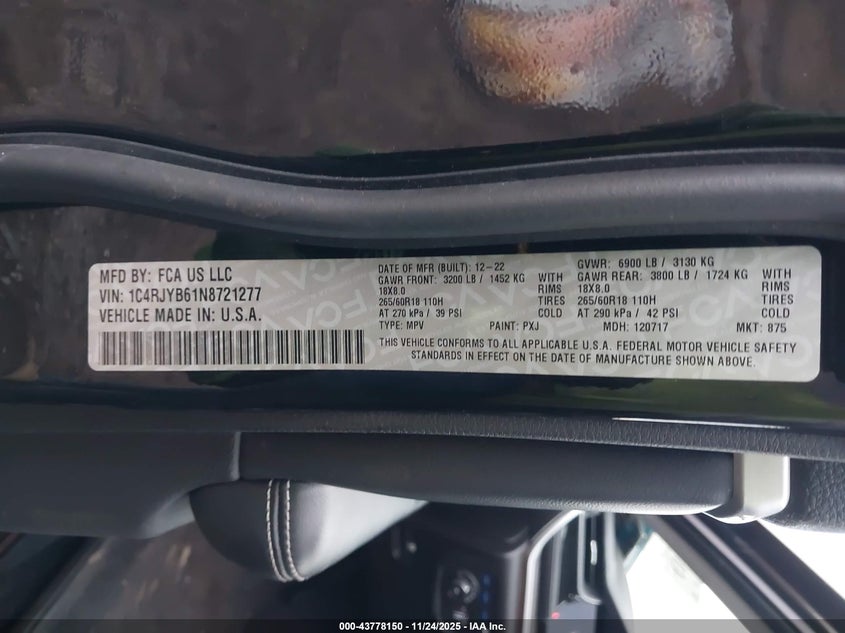 MFD BY: FCA US LLC
VIN: 1C4RJYB61N8721277
VEHICLE MADE IN: U.S.A.
DATE OF MFR (BUILT): 12-22
GAWR FRONT: 3200 LB / 1452 KG WITH
18X8.0 RIMS
265/60R18 110H TIRES
AT 270 kPa / 39 PSI COLD
TYPE: MPV PAINT: PXJ
GVWR: 6900 LB / 3130 KG
GAWR REAR: 3800 LB / 1724 KG WITH
18X8.0 RIMS
265/60R18 110H TIRES
AT 290 kPa / 42 PSI COLD
MDH: 120717 MKT: 875
THIS VEHICLE CONFORMS TO ALL APPLICABLE U.S.A. FEDERAL MOTOR VEHICLE SAFETY
STANDARDS IN EFFECT ON THE DATE OF MANUFACTURE SHOWN ABOVE.
000-43778150 - 11/24/2025 - IAA, Inc.